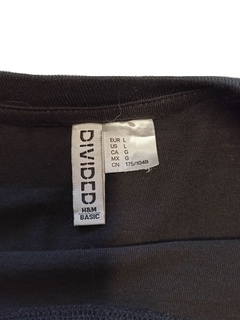 DIVIDED
H&M
BASIC
EUR L
US L
CA G
MX G
CN 175/104B